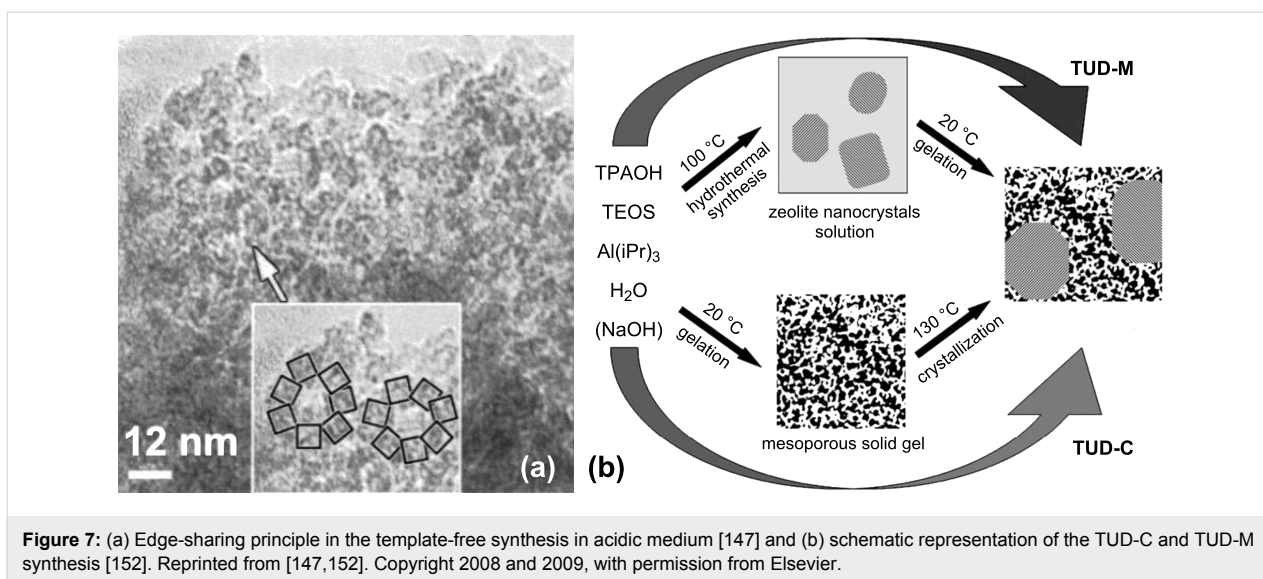 12 nm
(a)
(b)
TPAOH
TEOS
Al(iPr)3
H2O
(NaOH)
100 °C
hydrothermal
synthesis
zeolite nanocrystals
solution
20 °C
gelation
TUD-M
20 °C
gelation
mesoporous solid gel
130 °C
crystallization
TUD-C
Figure 7: (a) Edge-sharing principle in the template-free synthesis in acidic medium [147] and (b) schematic representation of the TUD-C and TUD-M
synthesis [152]. Reprinted from [147,152]. Copyright 2008 and 2009, with permission from Elsevier.